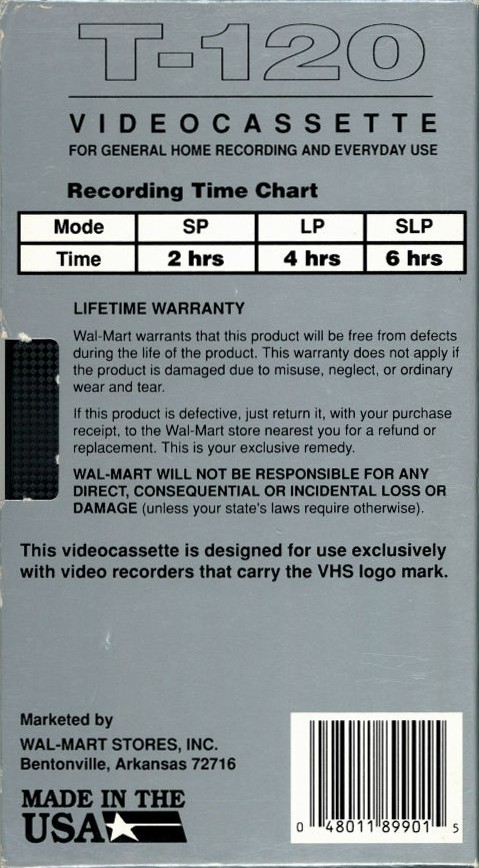 T-120
VIDEOCASSETTE
FOR GENERAL HOME RECORDING AND EVERYDAY USE
Recording Time Chart
Mode SP LP SLP
Time 2 hrs 4 hrs 6 hrs
LIFETIME WARRANTY
Wal-Mart warrants that this product will be free from defects
during the life of the product. This warranty does not apply if
the product is damaged due to misuse, neglect, or ordinary
wear and tear.
If this product is defective, just return it, with your purchase
receipt, to the Wal-Mart store nearest you for a refund or
replacement. This is your exclusive remedy.
WAL-MART WILL NOT BE RESPONSIBLE FOR ANY
DIRECT, CONSEQUENTIAL OR INCIDENTAL LOSS OR
DAMAGE (unless your state's laws require otherwise).
This videocassette is designed for use exclusively
with video recorders that carry the VHS logo mark.
Marketed by
WAL-MART STORES, INC.
Bentonville, Arkansas 72716
MADE IN THE
USA
0 48011 89901 5